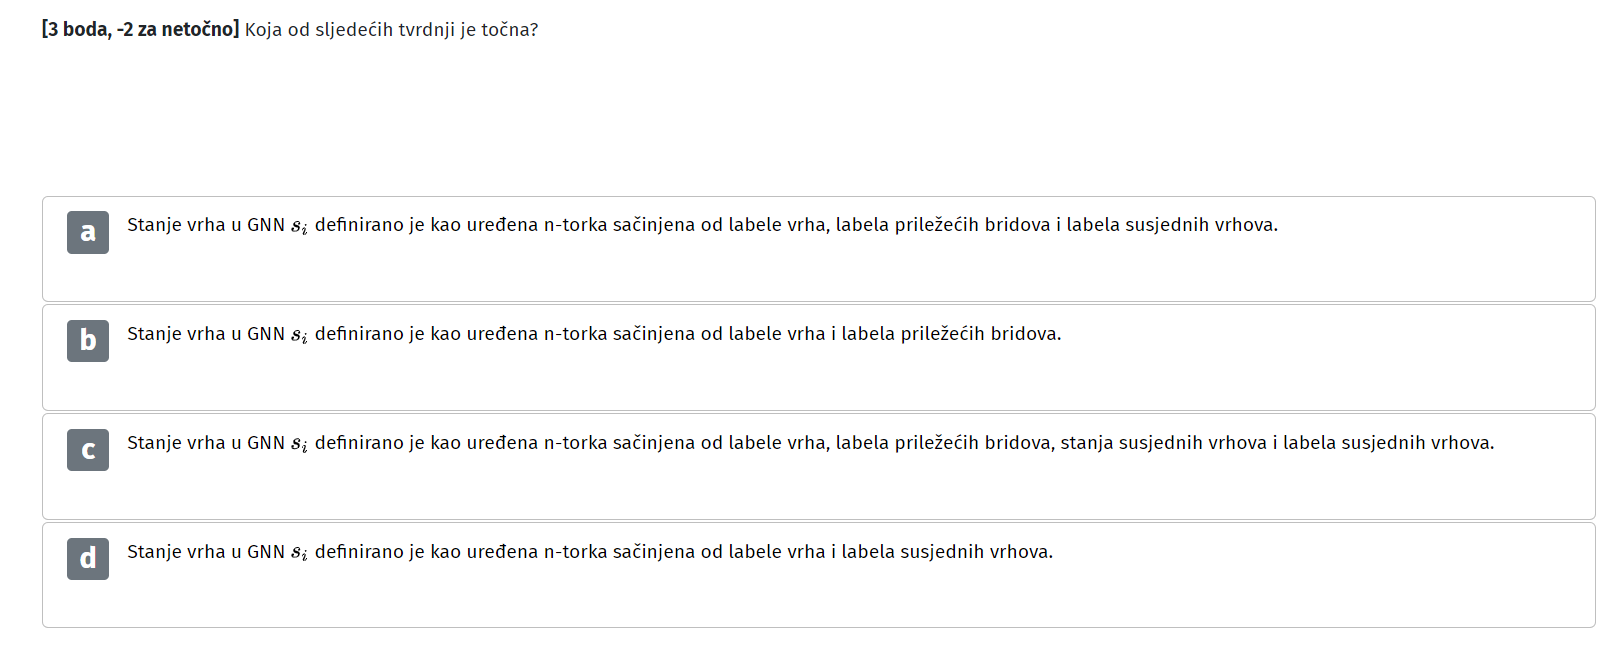 [3 boda, -2 za netočno] Koja od sljedećih tvrdnji je točna?
a Stanje vrha u GNN s_i definirano je kao uređena n-torka sačinjena od labele vrha, labela priležećih bridova i labela susjednih vrhova.
b Stanje vrha u GNN s_i definirano je kao uređena n-torka sačinjena od labele vrha i labela priležećih bridova.
c Stanje vrha u GNN s_i definirano je kao uređena n-torka sačinjena od labele vrha, labela priležećih bridova, stanja susjednih vrhova i labela susjednih vrhova.
d Stanje vrha u GNN s_i definirano je kao uređena n-torka sačinjena od labele vrha i labela susjednih vrhova.